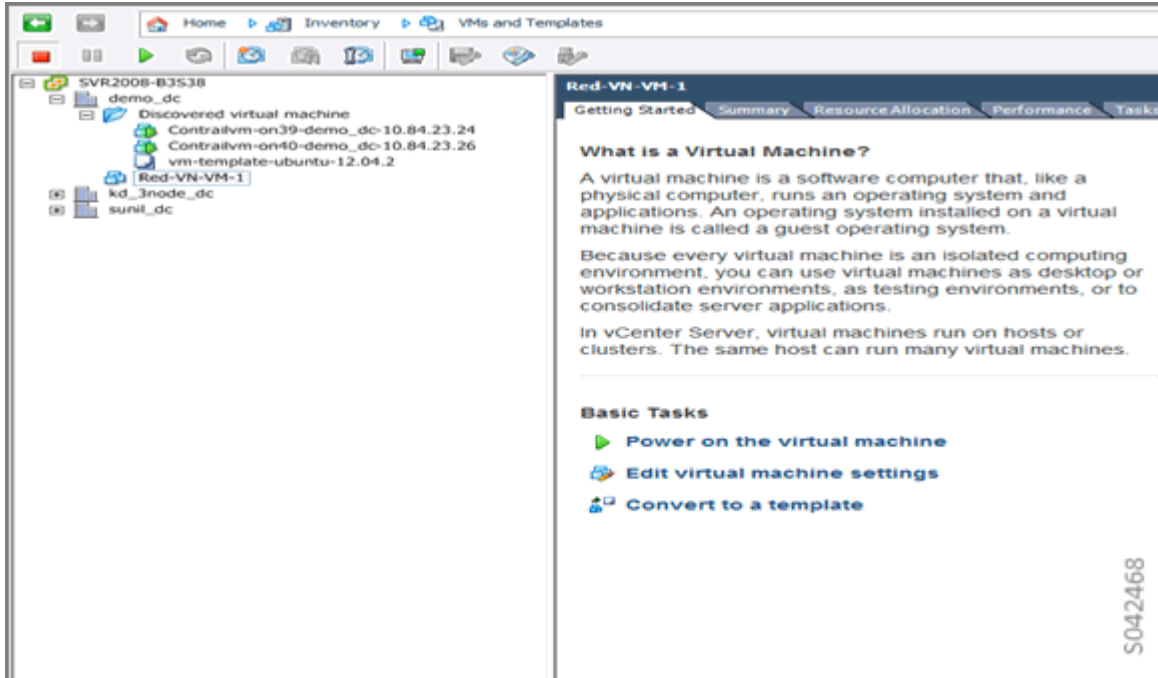 Home Inventory VMs and Templates
SVR2008-B3S38
demo_dc
Discovered virtual machine
Contrailvm-on39-demo_dc-10.84.23.24
Contrailvm-on40-demo_dc-10.84.23.26
vm-template-ubuntu-12.04.2
Red-VN-VM-1
kd_3node_dc
sunil_dc
Red-VN-VM-1
Getting Started Summary Resource Allocation Performance Tasks
What is a Virtual Machine?
A virtual machine is a software computer that, like a
physical computer, runs an operating system and
applications. An operating system installed on a virtual
machine is called a guest operating system.
Because every virtual machine is an isolated computing
environment, you can use virtual machines as desktop or
workstation environments, as testing environments, or to
consolidate server applications.
In vCenter Server, virtual machines run on hosts or
clusters. The same host can run many virtual machines.
Basic Tasks
Power on the virtual machine
Edit virtual machine settings
Convert to a template
S042468